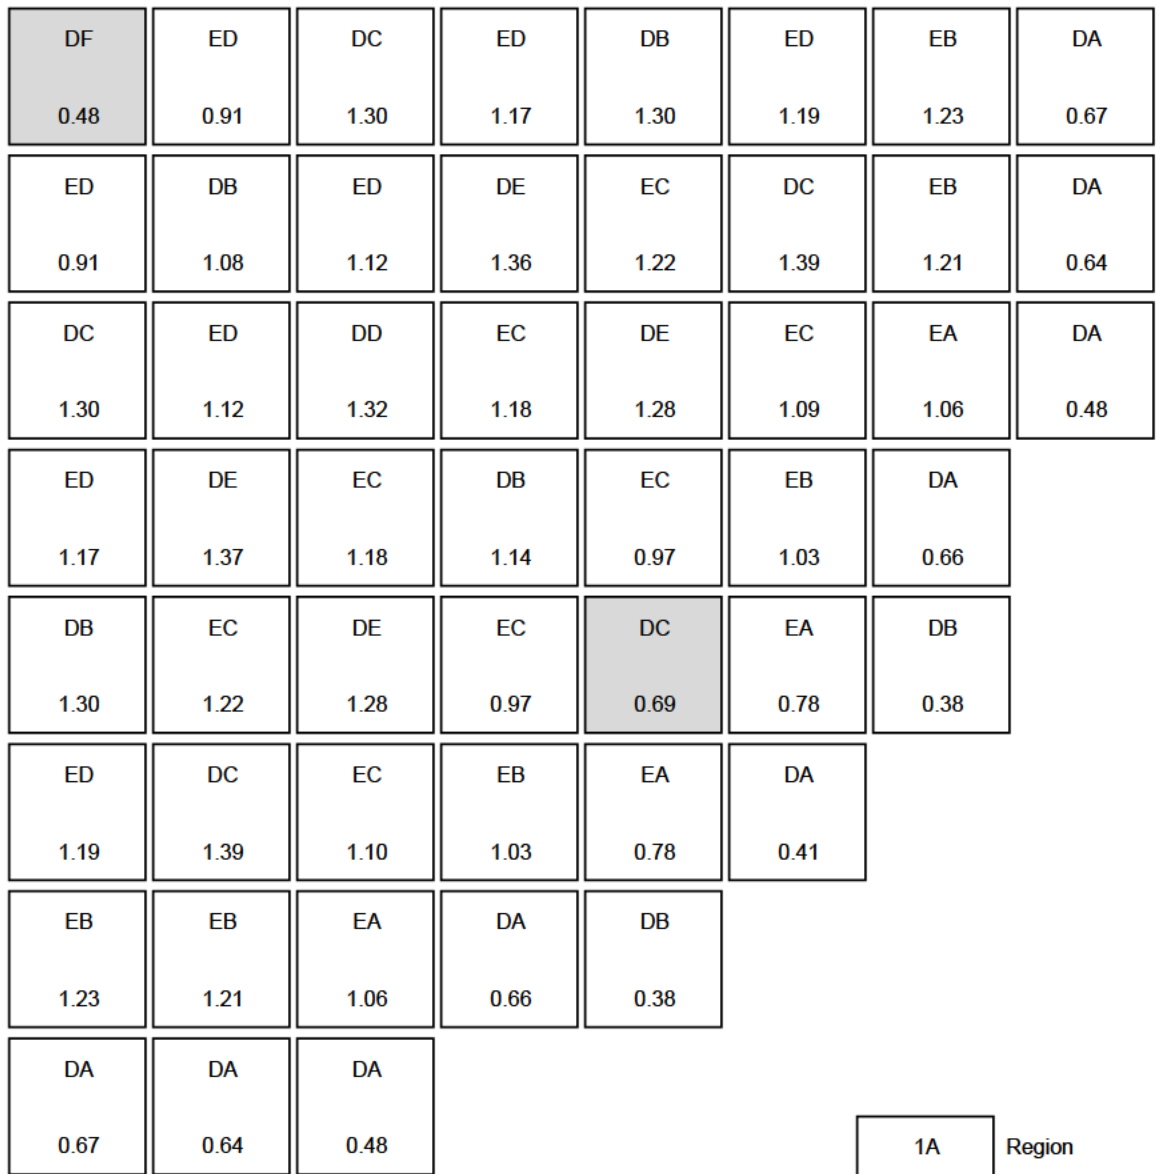 DF ED DC ED DB ED EB DA
0.48 0.91 1.30 1.17 1.30 1.19 1.23 0.67
ED DB ED DE EC DC EB DA
0.91 1.08 1.12 1.36 1.22 1.39 1.21 0.64
DC ED DD EC DE EC EA DA
1.30 1.12 1.32 1.18 1.28 1.09 1.06 0.48
ED DE EC DB EC EB DA
1.17 1.37 1.18 1.14 0.97 1.03 0.66
DB EC DE EC DC EA DB
1.30 1.22 1.28 0.97 0.69 0.78 0.38
ED DC EC EB EA DA
1.19 1.39 1.10 1.03 0.78 0.41
EB EB EA DA DB
1.23 1.21 1.06 0.66 0.38
DA DA DA
0.67 0.64 0.48 1A Region